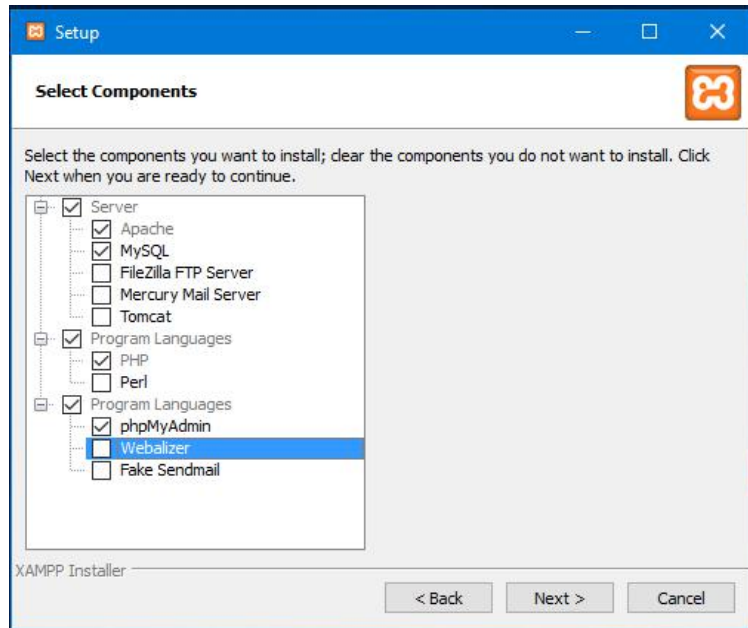 Setup
Select Components
Select the components you want to install; clear the components you do not want to install. Click
Next when you are ready to continue.
Server
Apache
MySQL
FileZilla FTP Server
Mercury Mail Server
Tomcat
Program Languages
PHP
Perl
Program Languages
phpMyAdmin
Webalizer
Fake Sendmail
XAMPP Installer
< Back
Next >
Cancel